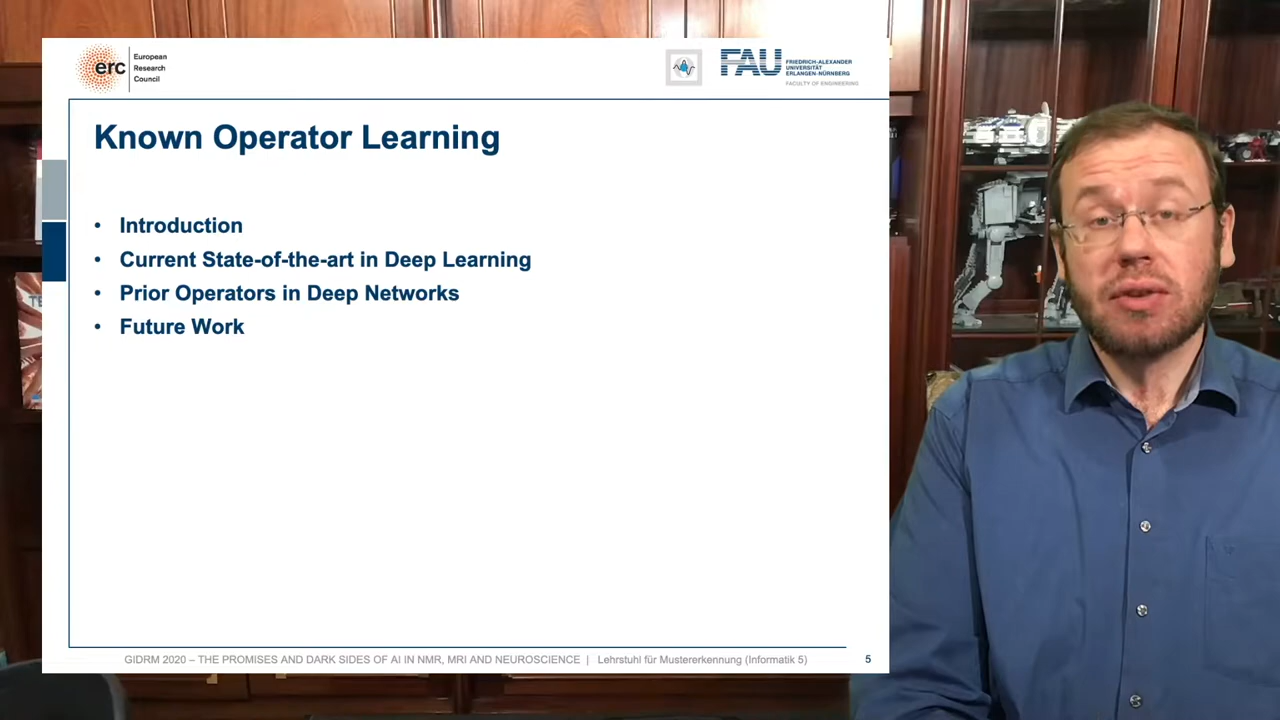 erc
European
Research
Council
FAU
FRIEDRICH-ALEXANDER
UNIVERSITÄT
ERLANGEN-NÜRNBERG
FACULTY OF ENGINEERING
Known Operator Learning
• Introduction
• Current State-of-the-art in Deep Learning
• Prior Operators in Deep Networks
• Future Work
GIDRM 2020 – THE PROMISES AND DARK SIDES OF AI IN NMR, MRI AND NEUROSCIENCE | Lehrstuhl für Mustererkennung (Informatik 5)
5